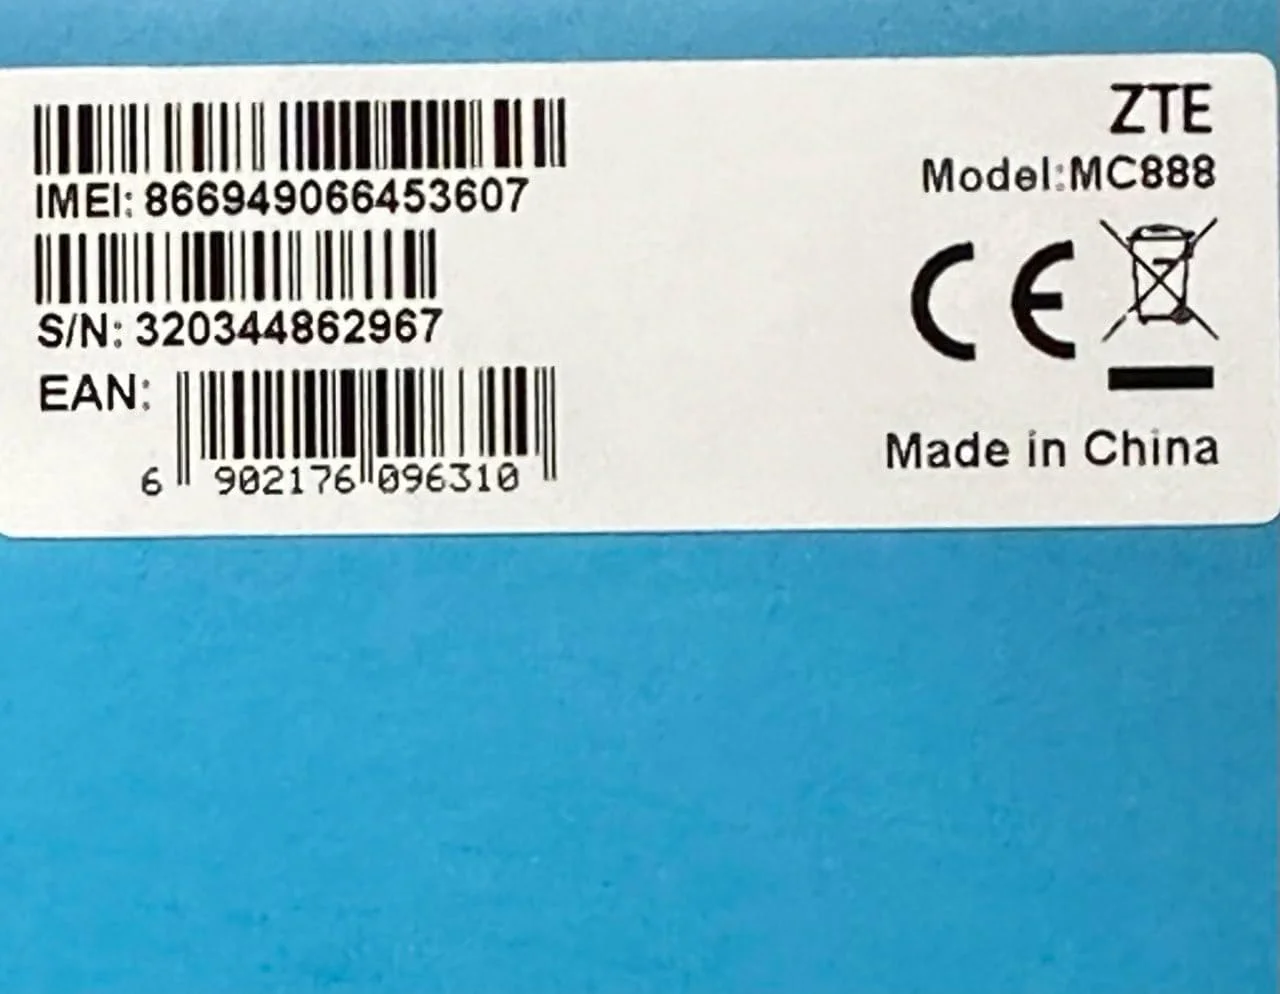 IMEI: 866949066453607
S/N: 320344862967
EAN:
6 902176 096310
ZTE
Model:MC888
CE
Made in China